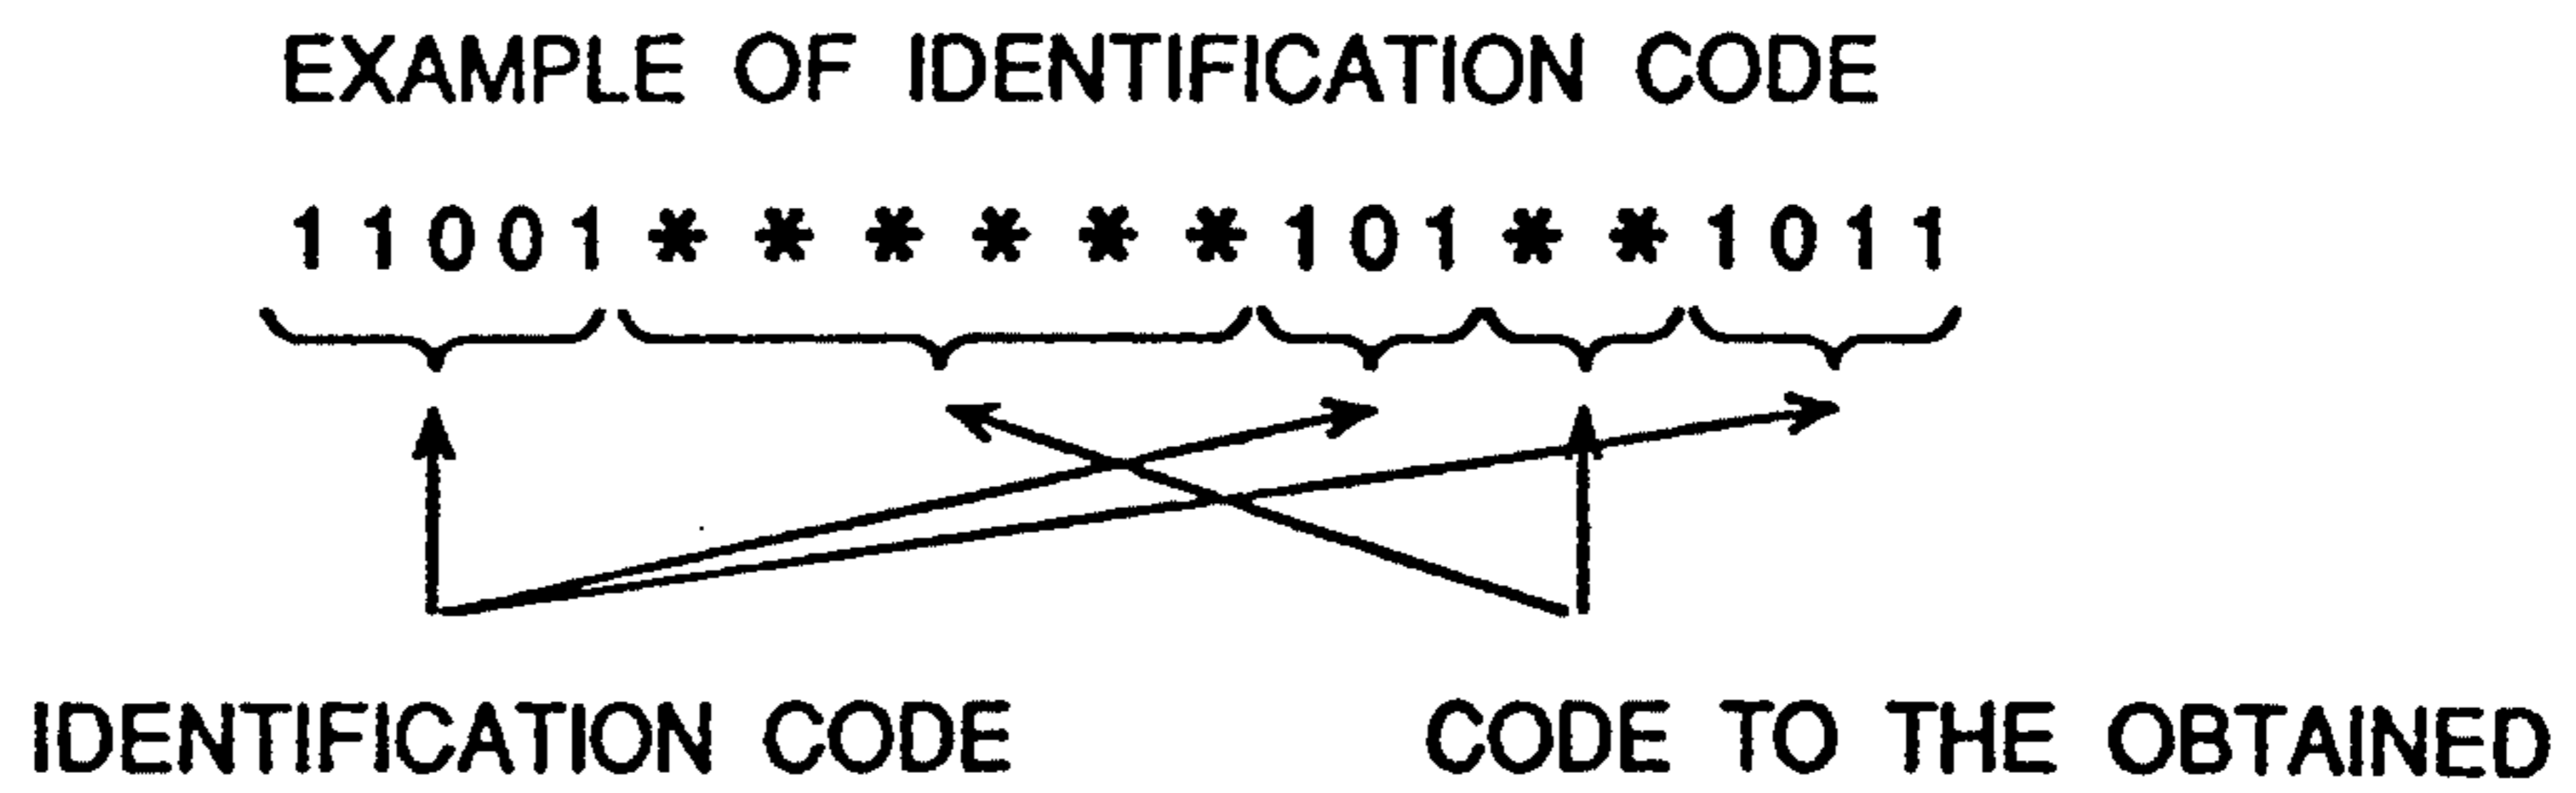 EXAMPLE OF IDENTIFICATION CODE
11001******101**1011
IDENTIFICATION CODE CODE TO THE OBTAINED